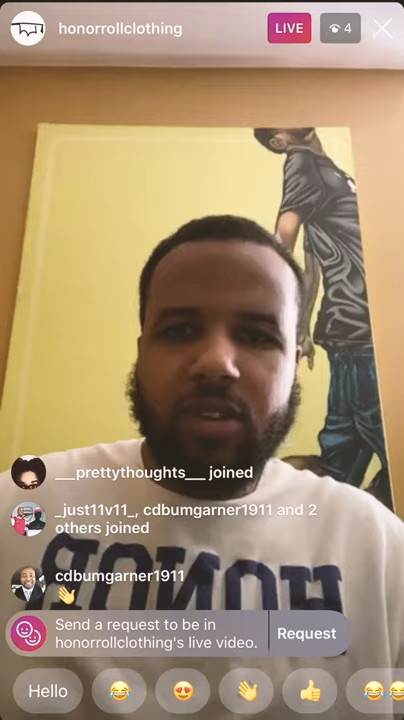 honorrollclothing
LIVE
4
___prettythoughts___ joined
_just11v11_, cdbumgarner1911 and 2
others joined
cdbumgarner1911
👋
HONOR
Send a request to be in
honorrollclothing's live video.
Request
Hello